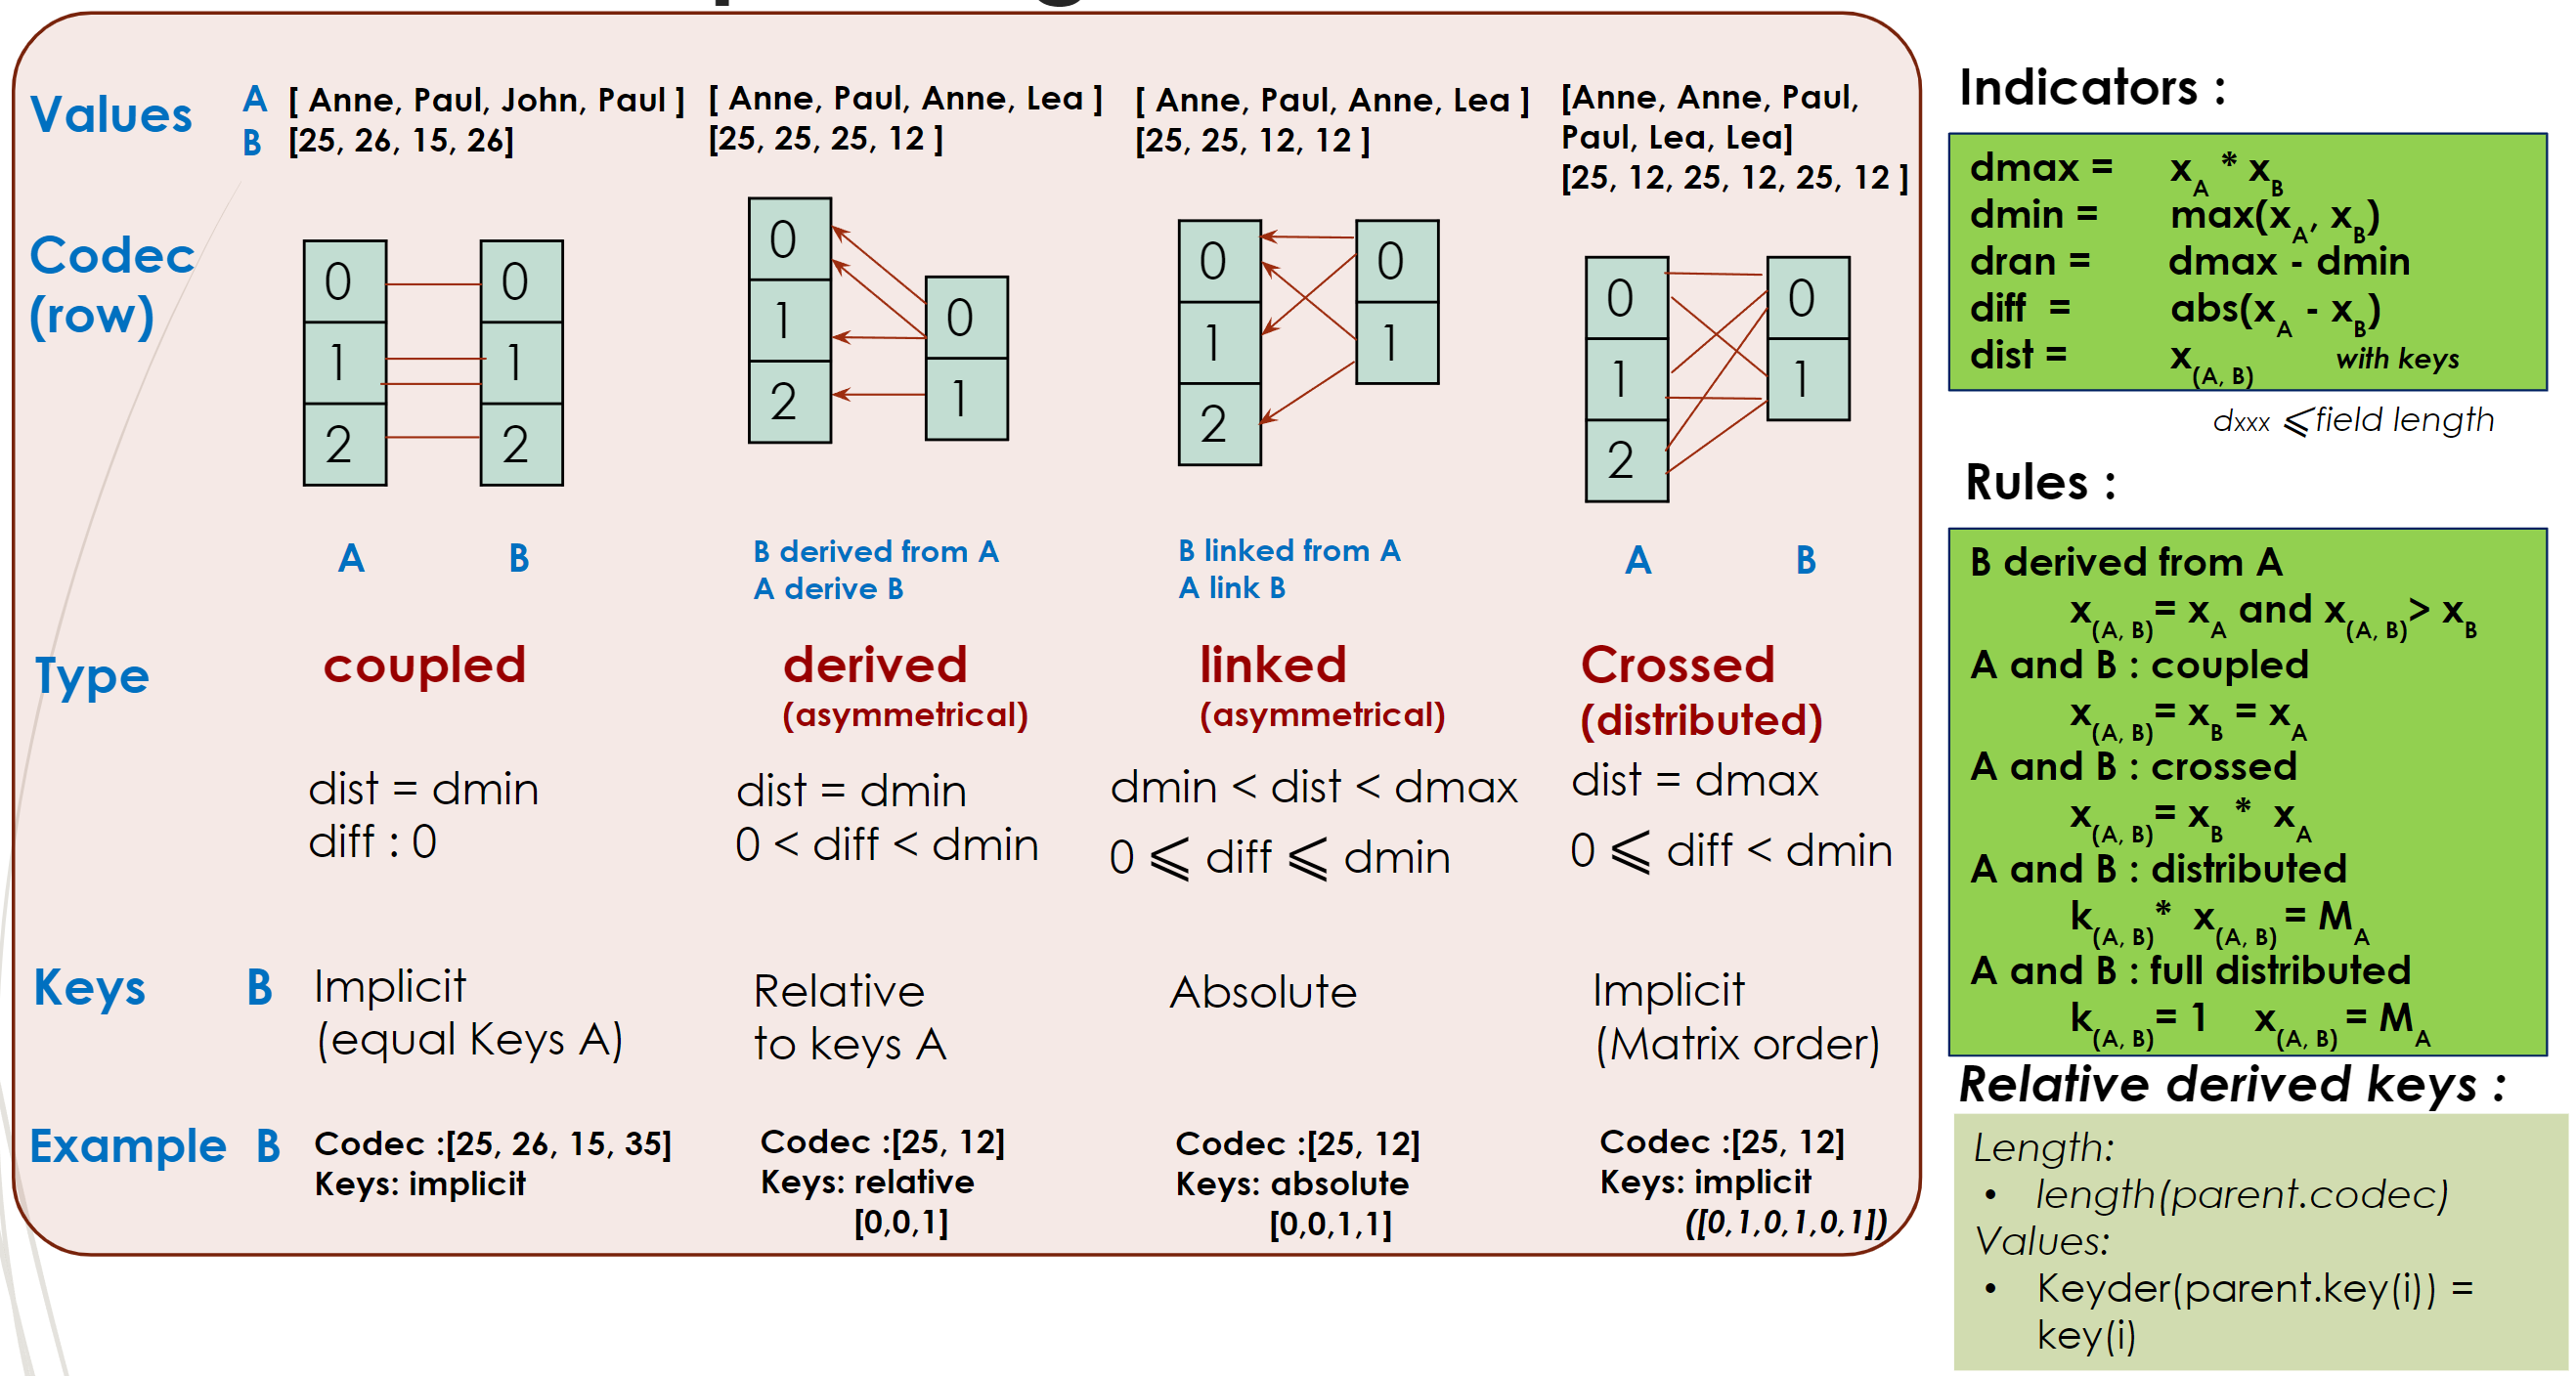 Values
A
B
[ Anne, Paul, John, Paul ]
[25, 26, 15, 26]
[ Anne, Paul, Anne, Lea ]
[25, 25, 25, 12 ]
[ Anne, Paul, Anne, Lea ]
[25, 25, 12, 12 ]
[Anne, Anne, Paul,
Paul, Lea, Lea]
[25, 12, 25, 12, 25, 12 ]
Codec
(row)
0
1
2
0
1
2
0
1
2
0
1
0
1
2
0
1
0
1
2
0
1
A
B
B derived from A
A derive B
B linked from A
A link B
A
B
Type
coupled
derived
(asymmetrical)
linked
(asymmetrical)
Crossed
(distributed)
dist = dmin
diff : 0
dist = dmin
0 < diff < dmin
dmin < dist < dmax
0 ⩽ diff ⩽ dmin
dist = dmax
0 ⩽ diff < dmin
Keys
B
Implicit
(equal Keys A)
Relative
to keys A
Absolute
Implicit
(Matrix order)
Example B
Codec :[25, 26, 15, 35]
Keys: implicit
Codec :[25, 12]
Keys: relative
[0,0,1]
Codec :[25, 12]
Keys: absolute
[0,0,1,1]
Codec :[25, 12]
Keys: implicit
([0,1,0,1,0,1])
Indicators :
dmax = x_A * x_B
dmin = max(x_A, x_B)
dran = dmax - dmin
diff = abs(x_A - x_B)
dist = x_(A, B) with keys
dxxx ⩽field length
Rules :
B derived from A
x_(A, B)= x_A and x_(A, B)> x_B
A and B : coupled
x_(A, B)= x_B = x_A
A and B : crossed
x_(A, B)= x_B * x_A
A and B : distributed
k_(A, B)* x_(A, B) = M_A
A and B : full distributed
k_(A, B)= 1 x_(A, B) = M_A
Relative derived keys :
Length:
• length(parent.codec)
Values:
• Keyder(parent.key(i)) =
key(i)